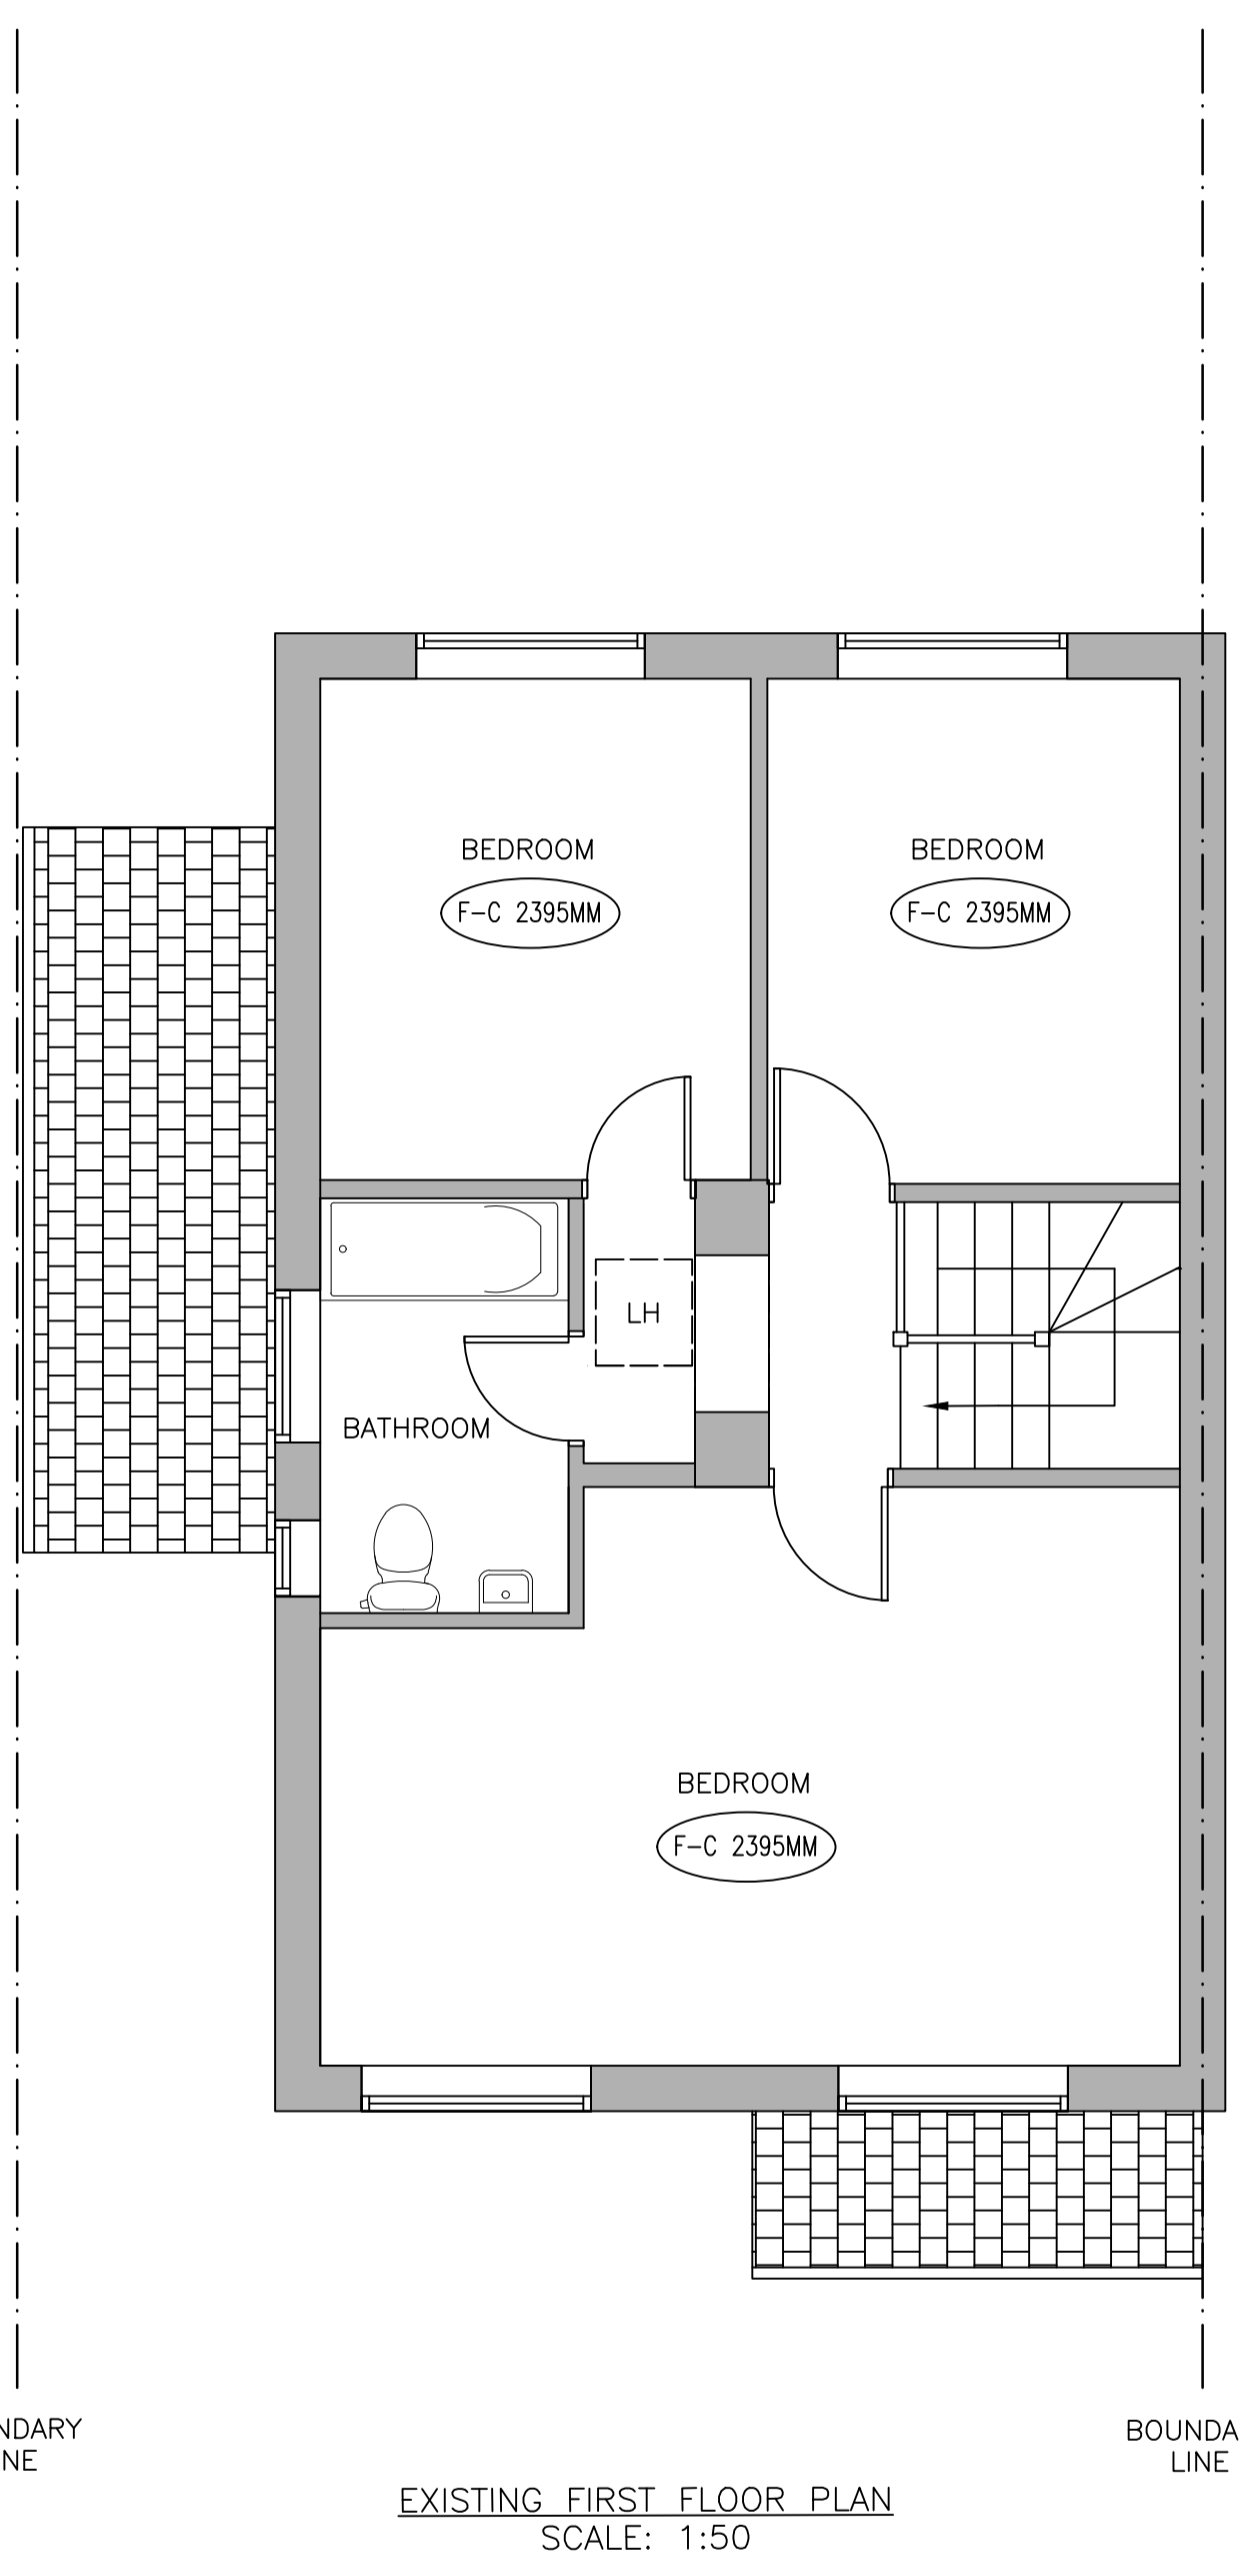 BEDROOM
F-C 2395MM
BEDROOM
F-C 2395MM
LH
BATHROOM
BEDROOM
F-C 2395MM
NDARY
NE
BOUNDA
LINE
EXISTING FIRST FLOOR PLAN
SCALE: 1:50